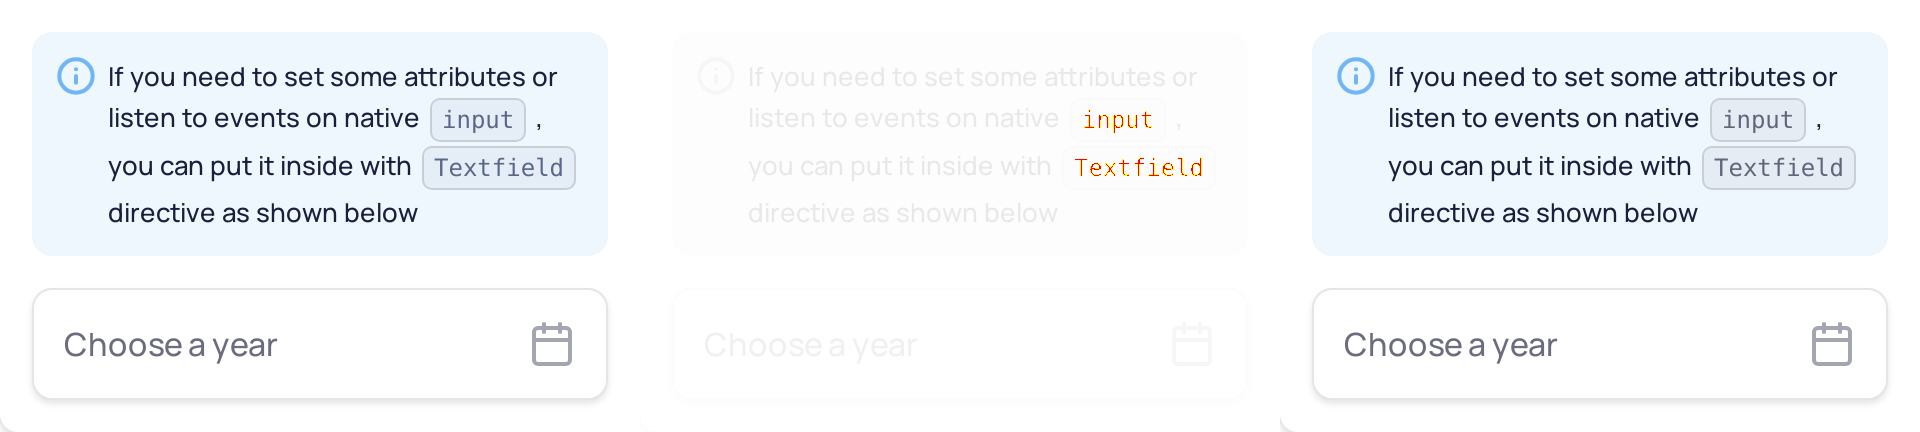 If you need to set some attributes or
listen to events on native input ,
you can put it inside with Textfield
directive as shown below
Choose a year
If you need to set some attributes or
listen to events on native input ,
you can put it inside with Textfield
directive as shown below
Choose a year
If you need to set some attributes or
listen to events on native input ,
you can put it inside with Textfield
directive as shown below
Choose a year